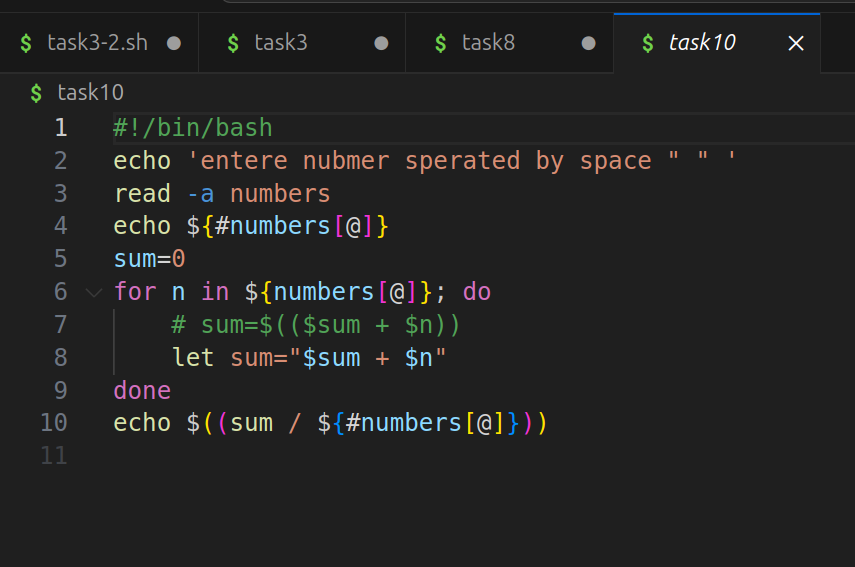 $ task3-2.sh ● $ task3 ● $ task8 ● $ task10 ×
$ task10
1 #!/bin/bash
2 echo 'entere nubmer sperated by space " " '
3 read -a numbers
4 echo ${#numbers[@]}
5 sum=0
6 for n in ${numbers[@]}; do
7     # sum=$(($sum + $n))
8     let sum="$sum + $n"
9 done
10 echo $((sum / ${#numbers[@]}))
11